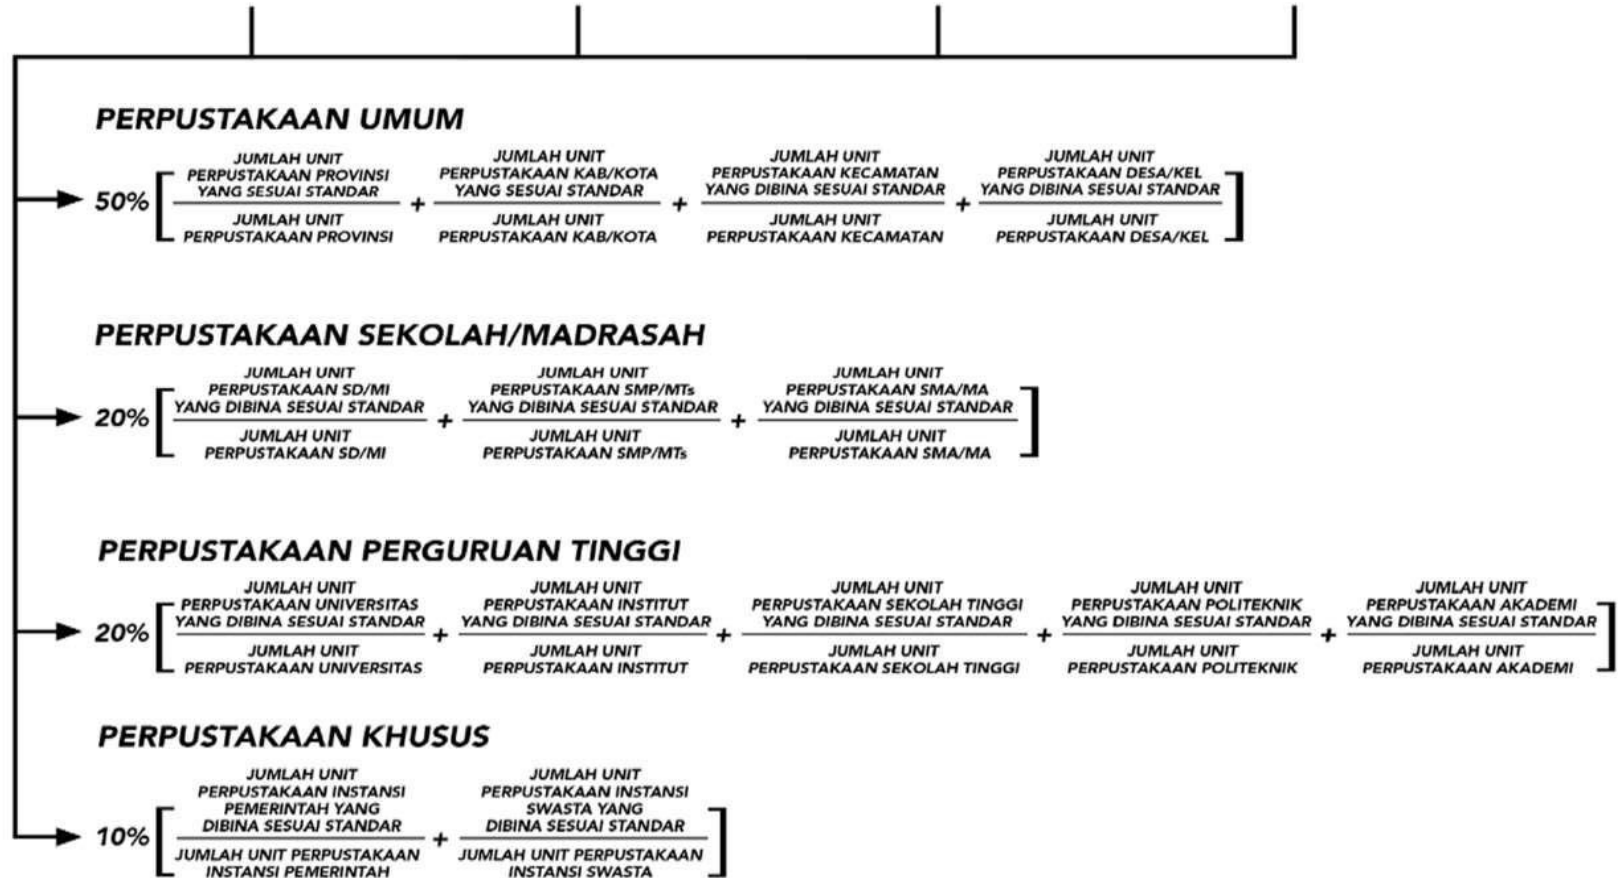 PERPUSTAKAAN UMUM
50%
JUMLAH UNIT
PERPUSTAKAAN PROVINSI
YANG SESUAI STANDAR
JUMLAH UNIT
PERPUSTAKAAN PROVINSI
+
JUMLAH UNIT
PERPUSTAKAAN KAB/KOTA
YANG SESUAI STANDAR
JUMLAH UNIT
PERPUSTAKAAN KAB/KOTA
+
JUMLAH UNIT
PERPUSTAKAAN KECAMATAN
YANG DIBINA SESUAI STANDAR
JUMLAH UNIT
PERPUSTAKAAN KECAMATAN
+
JUMLAH UNIT
PERPUSTAKAAN DESA/KEL
YANG DIBINA SESUAI STANDAR
JUMLAH UNIT
PERPUSTAKAAN DESA/KEL
PERPUSTAKAAN SEKOLAH/MADRASAH
20%
JUMLAH UNIT
PERPUSTAKAAN SD/MI
YANG DIBINA SESUAI STANDAR
JUMLAH UNIT
PERPUSTAKAAN SD/MI
+
JUMLAH UNIT
PERPUSTAKAAN SMP/MTs
YANG DIBINA SESUAI STANDAR
JUMLAH UNIT
PERPUSTAKAAN SMP/MTs
+
JUMLAH UNIT
PERPUSTAKAAN SMA/MA
YANG DIBINA SESUAI STANDAR
JUMLAH UNIT
PERPUSTAKAAN SMA/MA
PERPUSTAKAAN PERGURUAN TINGGI
20%
JUMLAH UNIT
PERPUSTAKAAN UNIVERSITAS
YANG DIBINA SESUAI STANDAR
JUMLAH UNIT
PERPUSTAKAAN UNIVERSITAS
+
JUMLAH UNIT
PERPUSTAKAAN INSTITUT
YANG DIBINA SESUAI STANDAR
JUMLAH UNIT
PERPUSTAKAAN INSTITUT
+
JUMLAH UNIT
PERPUSTAKAAN SEKOLAH TINGGI
YANG DIBINA SESUAI STANDAR
JUMLAH UNIT
PERPUSTAKAAN SEKOLAH TINGGI
+
JUMLAH UNIT
PERPUSTAKAAN POLITEKNIK
YANG DIBINA SESUAI STANDAR
JUMLAH UNIT
PERPUSTAKAAN POLITEKNIK
+
JUMLAH UNIT
PERPUSTAKAAN AKADEMI
YANG DIBINA SESUAI STANDAR
JUMLAH UNIT
PERPUSTAKAAN AKADEMI
PERPUSTAKAAN KHUSUS
10%
JUMLAH UNIT
PERPUSTAKAAN INSTANSI
PEMERINTAH YANG
DIBINA SESUAI STANDAR
JUMLAH UNIT PERPUSTAKAAN
INSTANSI PEMERINTAH
+
JUMLAH UNIT
PERPUSTAKAAN INSTANSI
SWASTA YANG
DIBINA SESUAI STANDAR
JUMLAH UNIT PERPUSTAKAAN
INSTANSI SWASTA